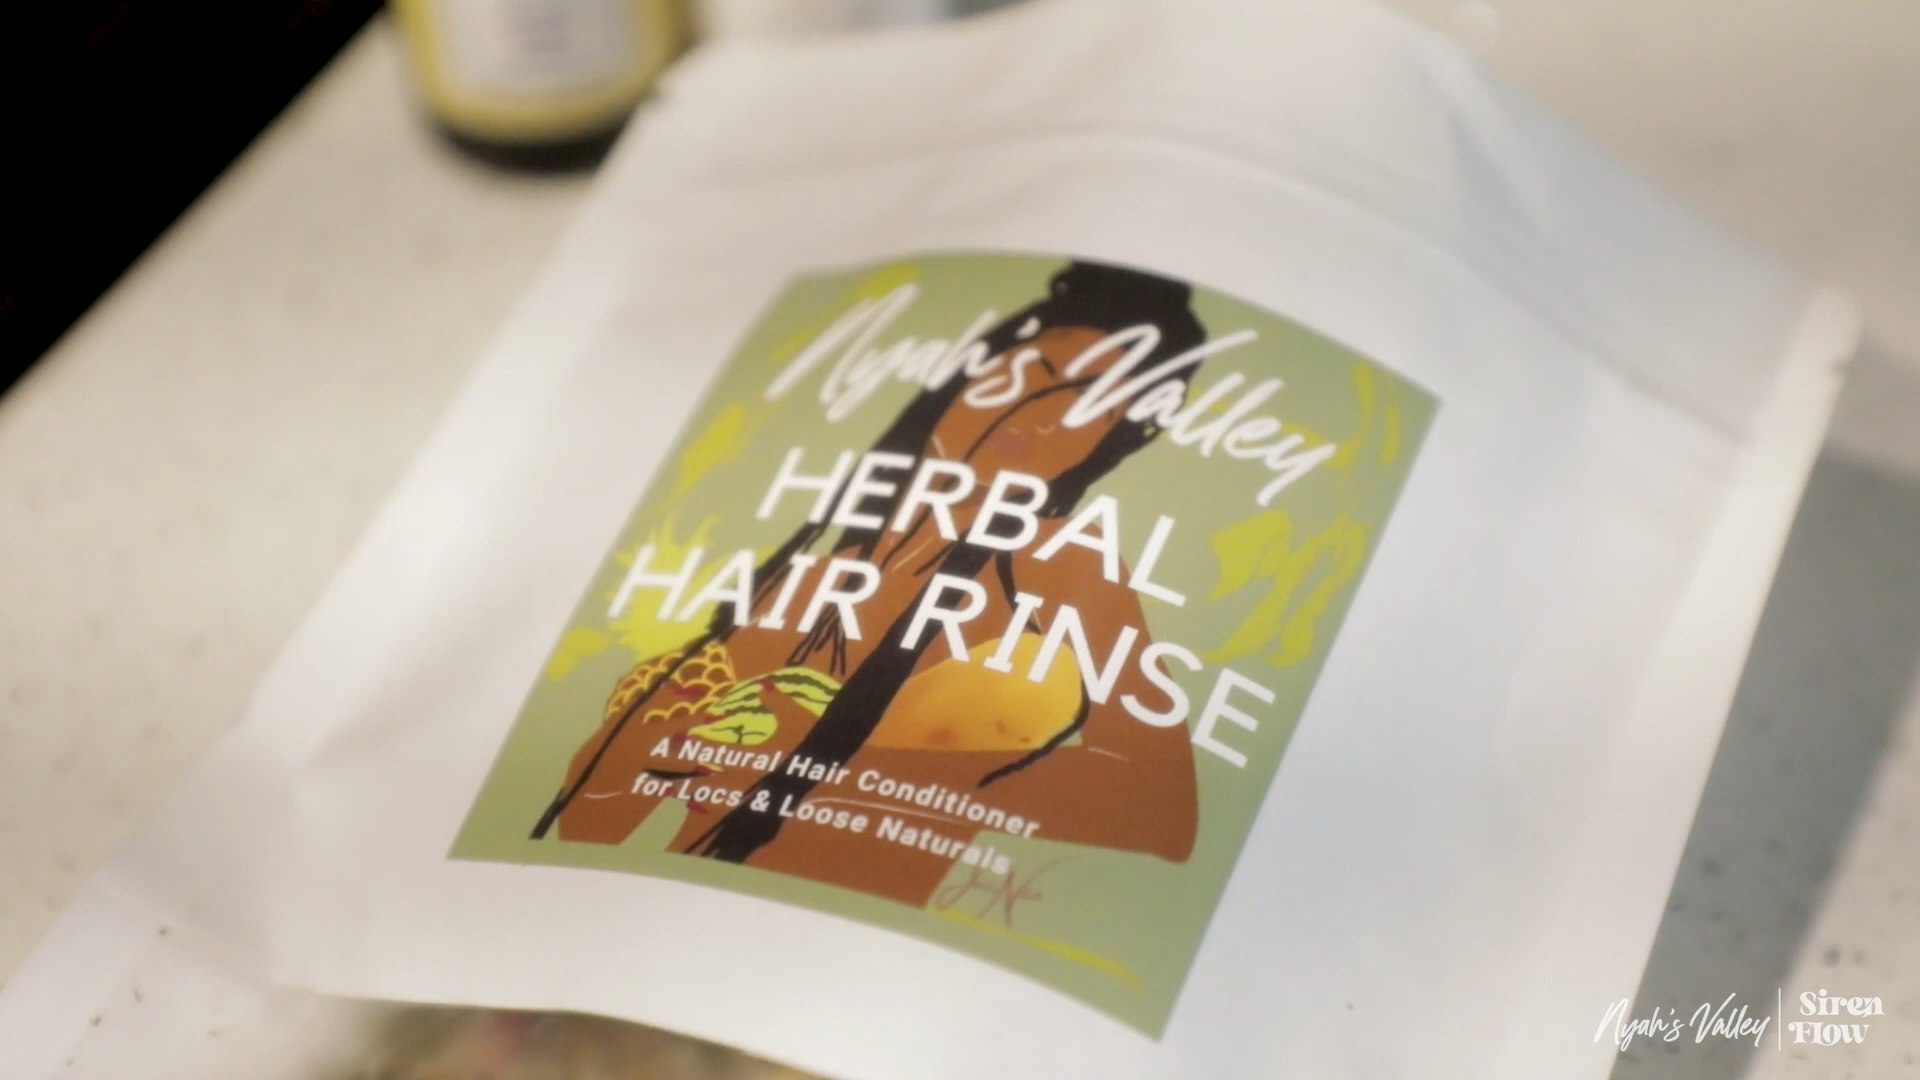 Nyah's Valley
HERBAL
HAIR RINSE
A Natural Hair Conditioner
for Locs & Loose Naturals
Nyah's Valley
Siren
Flow